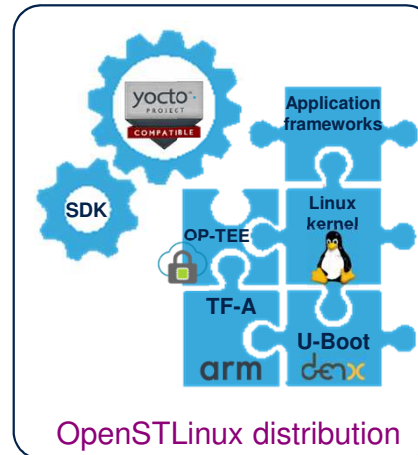 yocto
PROJECT
COMPATIBLE
Application
frameworks
SDK
OP-TEE
Linux
kernel
TF-A
U-Boot
arm
denx
OpenSTLinux distribution